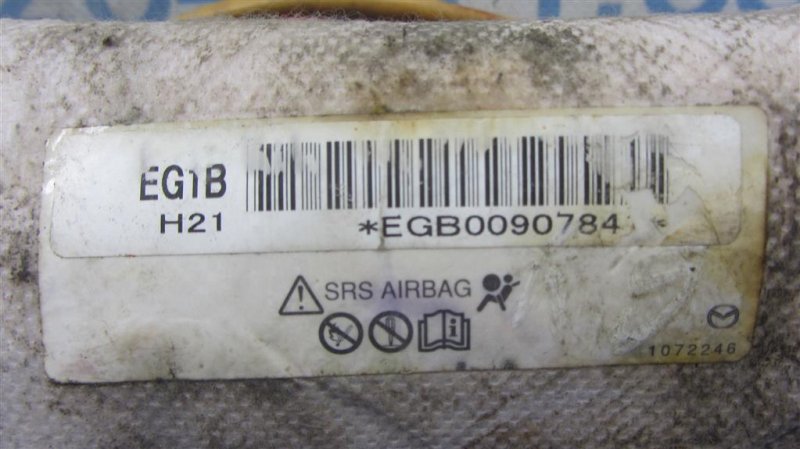 EG1B
H21
*EGB0090784
SRS AIRBAG
1072246